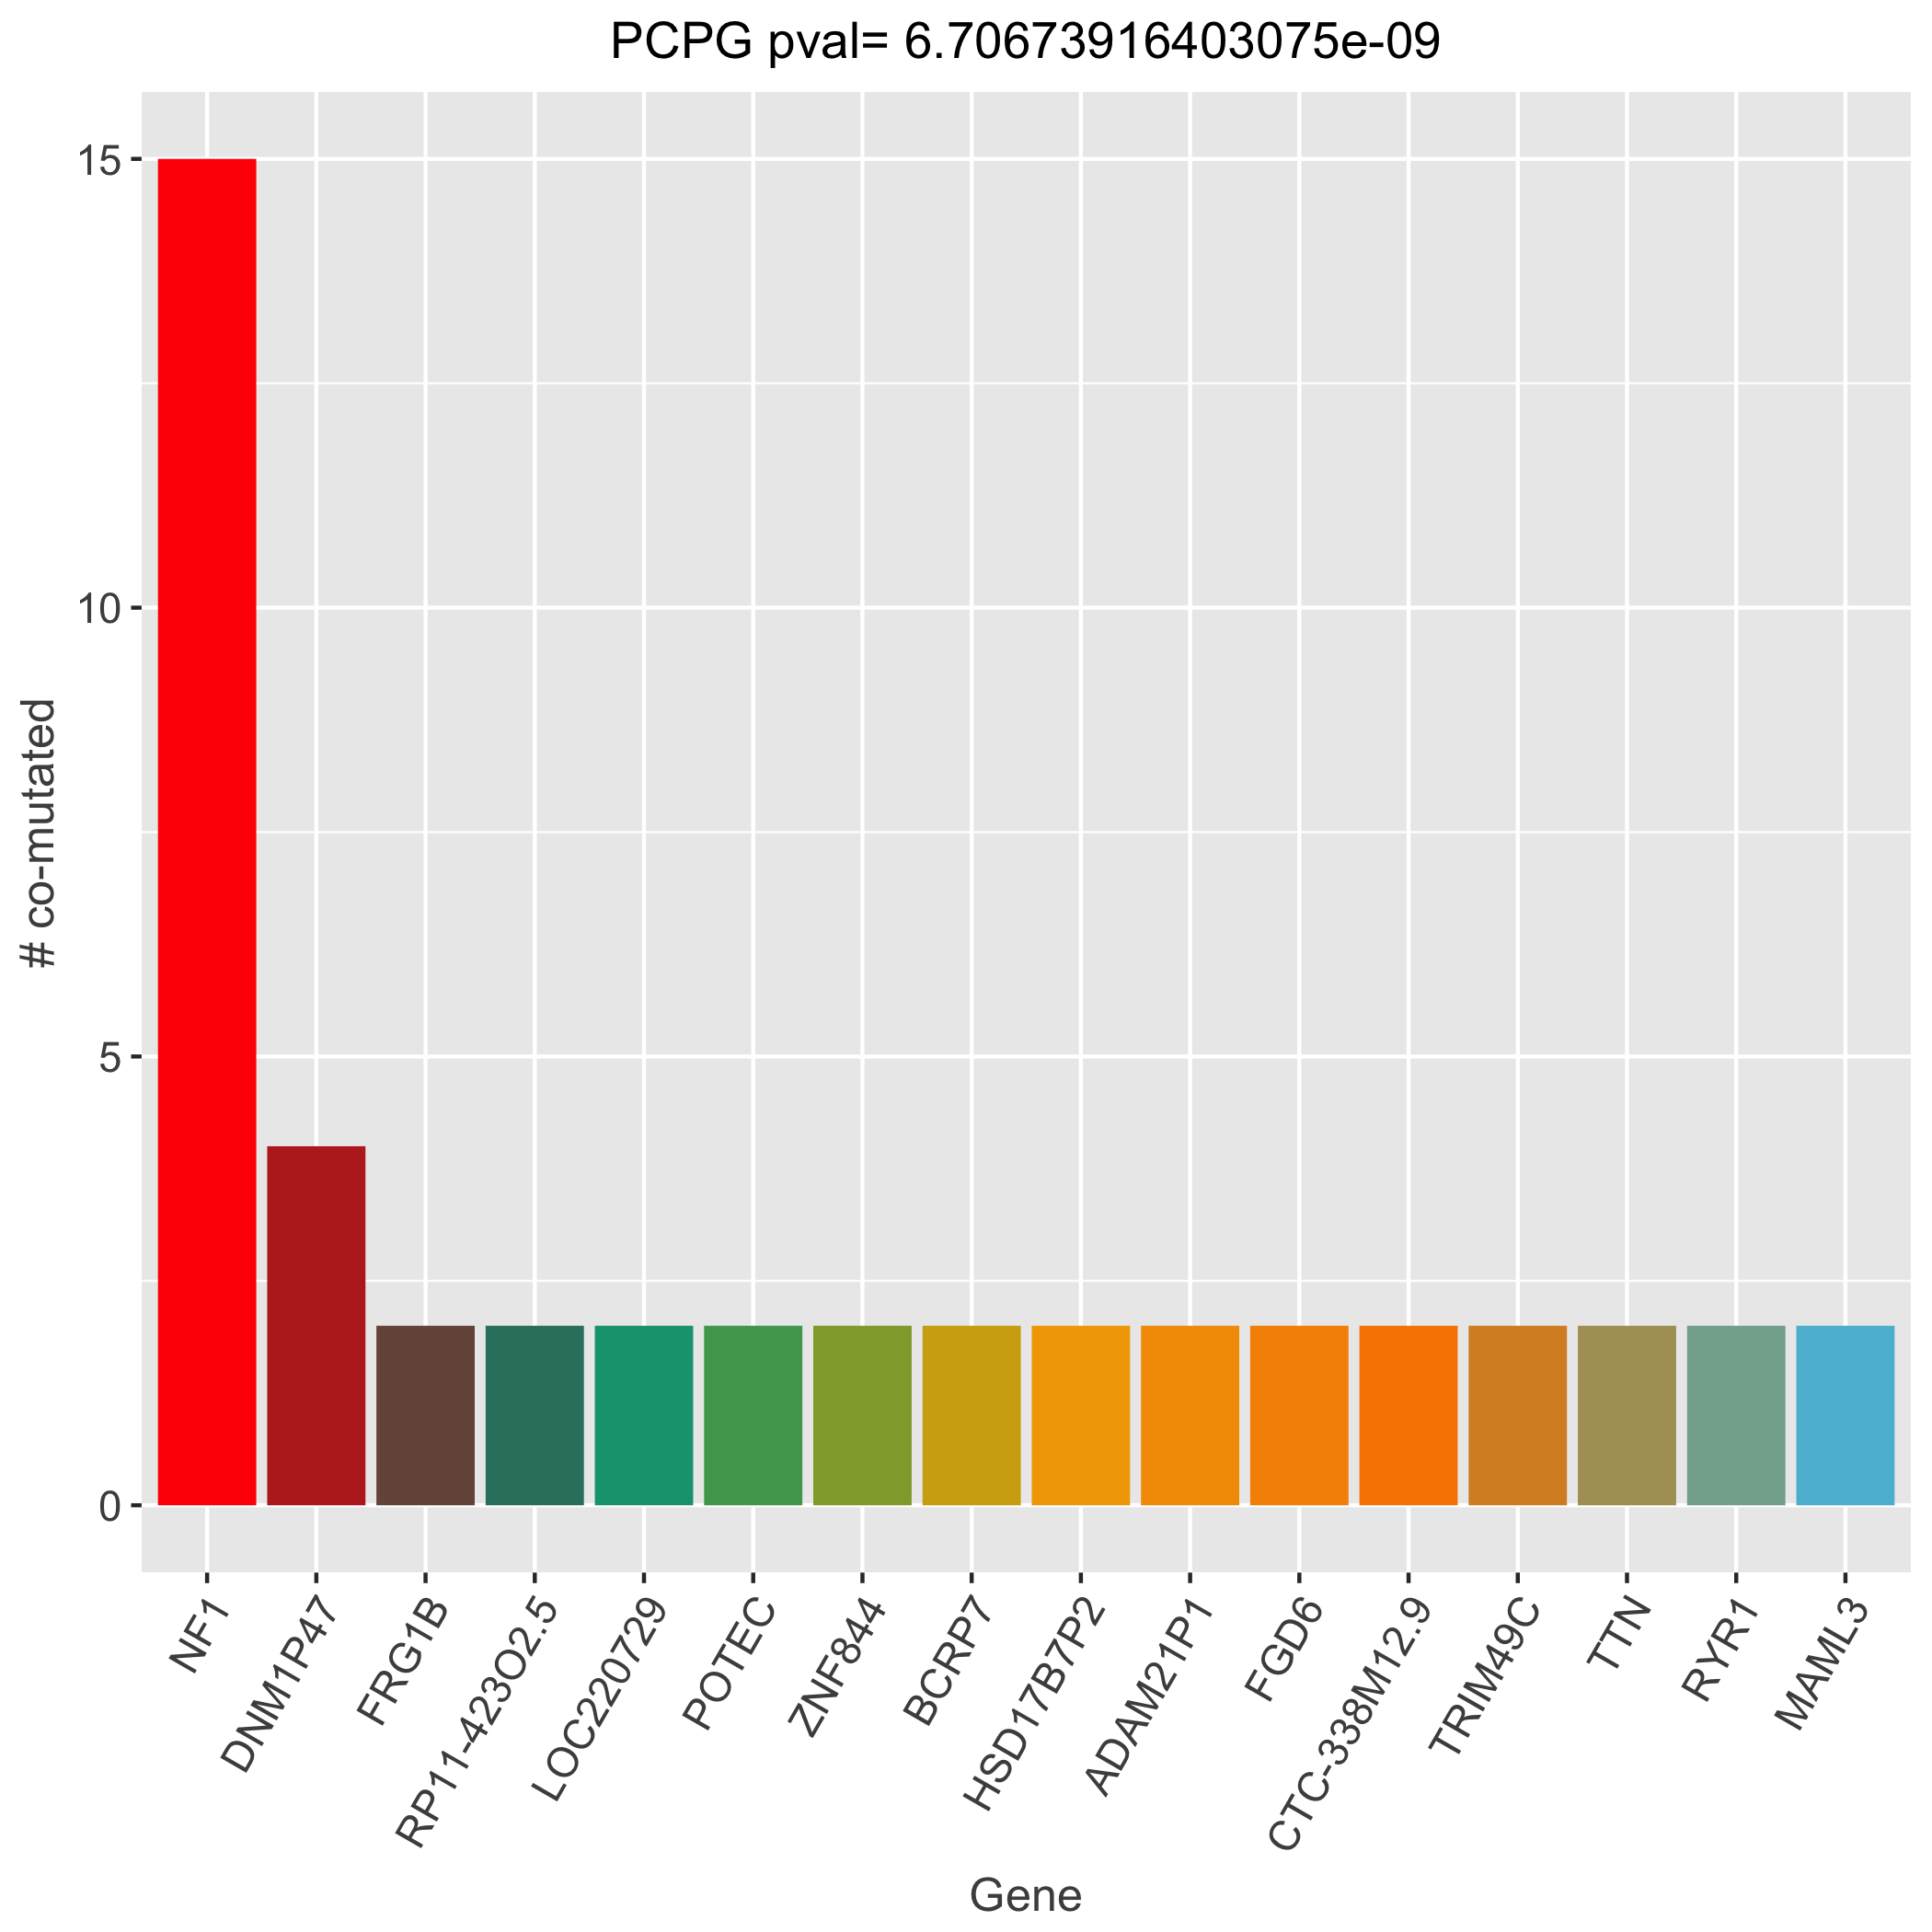 PCPG pval= 6.70673916403075e-09
# co-mutated
15
10
5
0
NF1
DNM1P47
FRG1B
RP11-423O2.5
LOC220729
POTEC
ZNF844
BCRP7
HSD17B7P2
ADAM21P1
FGD6
CTC-338M12.9
TRIM49C
TTN
RYR1
MAML3
Gene